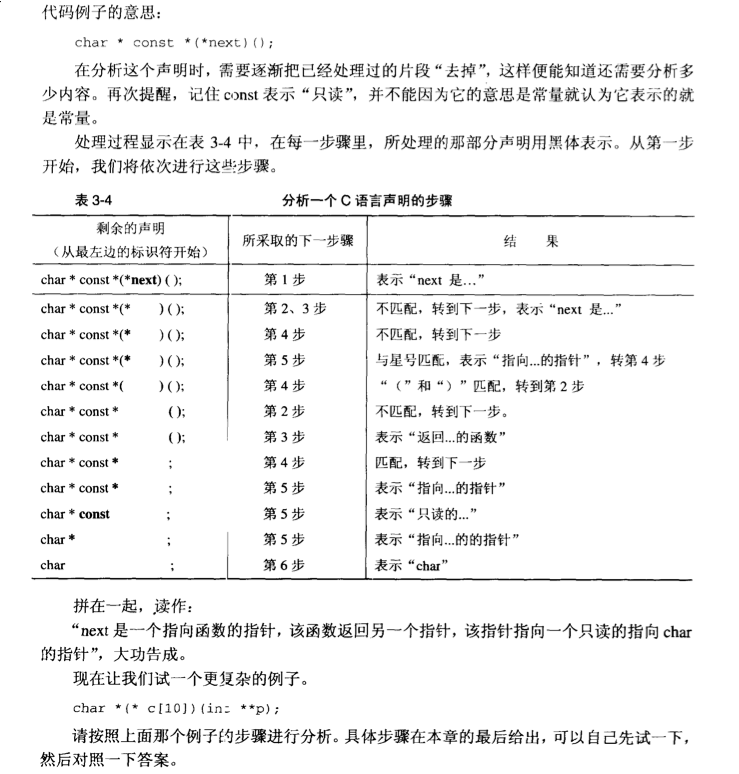 代码例子的意思：
char * const *(*next)();
在分析这个声明时，需要逐渐把已经处理过的片段“去掉”，这样便能知道还需要分析多
少内容。再次提醒，记住 const 表示“只读”，并不能因为它的意思是常量就认为它表示的就
是常量。
处理过程显示在表 3-4 中，在每一步骤里，所处理的那部分声明用黑体表示。从第一步
开始，我们将依次进行这些步骤。
表 3-4 分析一个 C 语言声明的步骤
剩余的声明
（从最左边的标识符开始） 所采取的下一步骤 结 果
char * const *(*next) ( ); 第 1 步 表示“next 是...”
char * const *(* ) ( ); 第 2、3 步 不匹配，转到下一步，表示“next 是...”
char * const *(* ) ( ); 第 4 步 不匹配，转到下一步
char * const *(* ) ( ); 第 5 步 与星号匹配，表示“指向...的指针”，转第 4 步
char * const *( ) ( ); 第 4 步 “（”和“）”匹配，转到第 2 步
char * const * ( ); 第 2 步 不匹配，转到下一步。
char * const * ( ); 第 3 步 表示“返回...的函数”
char * const * ; 第 4 步 匹配，转到下一步
char * const * ; 第 5 步 表示“指向...的指针”
char * const ; 第 5 步 表示“只读的...”
char * ; 第 5 步 表示“指向...的的指针”
char ; 第 6 步 表示“char”
拼在一起，读作：
“next 是一个指向函数的指针，该函数返回另一个指针，该指针指向一个只读的指向 char
的指针”，大功告成。
现在让我们试一个更复杂的例子。
char *(* c[10])(int **p);
请按照上面那个例子的步骤进行分析。具体步骤在本章的最后给出，可以自己先试一下，
然后对照一下答案。